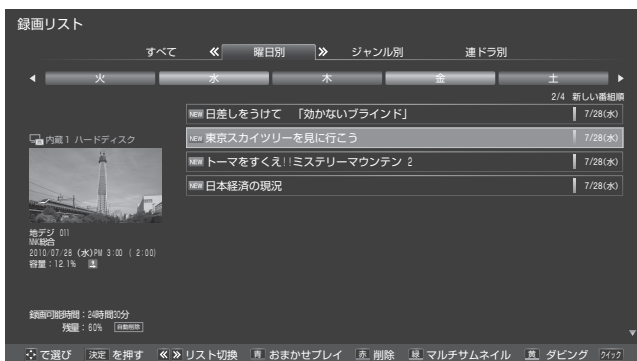 録画リスト
すべて 曜日別 ジャンル別 連ドラ別
火 水 木 金 土
2/4 新しい番組順
NEW 日差しをうけて 「効かないブラインド」 7/28(水)
NEW 東京スカイツリーを見に行こう 7/28(水)
NEW トーマをすくえ!!ミステリーマウンテン 2 7/28(水)
NEW 日本経済の現況 7/28(水)
内蔵1 ハードディスク
地デジ 011
NNK総合
2010/07/28 (水)PM 3:00 ( 2:00)
容量:12.1%
録画可能時間:24時間30分
残量:60% 自動削除
で選び 決定 を押す リスト切換 青 おまかせプレイ 赤 削除 緑 マルチサムネイル 黄 ダビング クイック